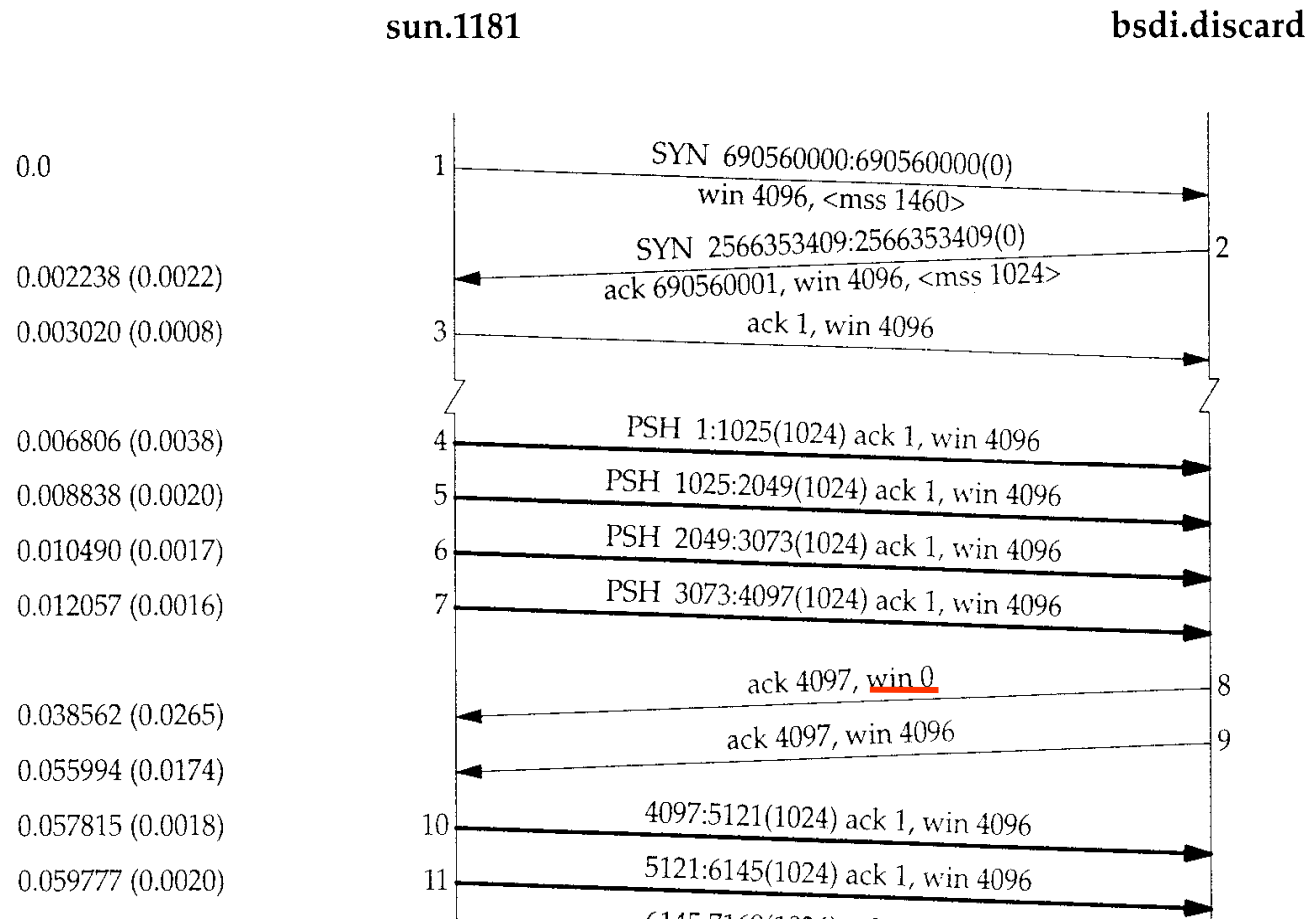 sun.1181 bsdi.discard
0.0 1 SYN 690560000:690560000(0)
win 4096, <mss 1460>
SYN 2566353409:2566353409(0) 2
0.002238 (0.0022) ack 690560001, win 4096, <mss 1024>
0.003020 (0.0008) 3 ack 1, win 4096
0.006806 (0.0038) 4 PSH 1:1025(1024) ack 1, win 4096
0.008838 (0.0020) 5 PSH 1025:2049(1024) ack 1, win 4096
0.010490 (0.0017) 6 PSH 2049:3073(1024) ack 1, win 4096
0.012057 (0.0016) 7 PSH 3073:4097(1024) ack 1, win 4096
ack 4097, win 0 8
0.038562 (0.0265)
ack 4097, win 4096 9
0.055994 (0.0174)
0.057815 (0.0018) 10 4097:5121(1024) ack 1, win 4096
0.059777 (0.0020) 11 5121:6145(1024) ack 1, win 4096